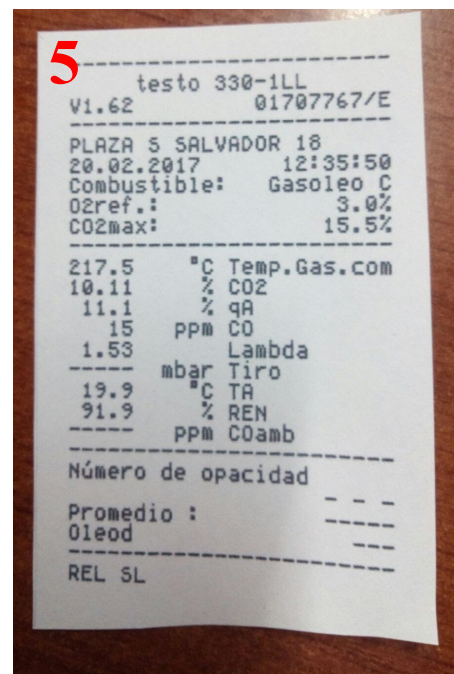 5
testo 330-1LL
V1.62 01707767/E
PLAZA S SALVADOR 18
20.02.2017 12:35:50
Combustible: Gasoleo C
O2ref.: 3.0%
CO2max: 15.5%
217.5 °C Temp.Gas.com
10.11 % CO2
11.1 % qA
15 ppm CO
1.53 Lambda
----- mbar Tiro
19.9 °C TA
91.9 % REN
----- ppm COamb
Número de opacidad
- - -
Promedio : -----
Oleod ---
REL SL